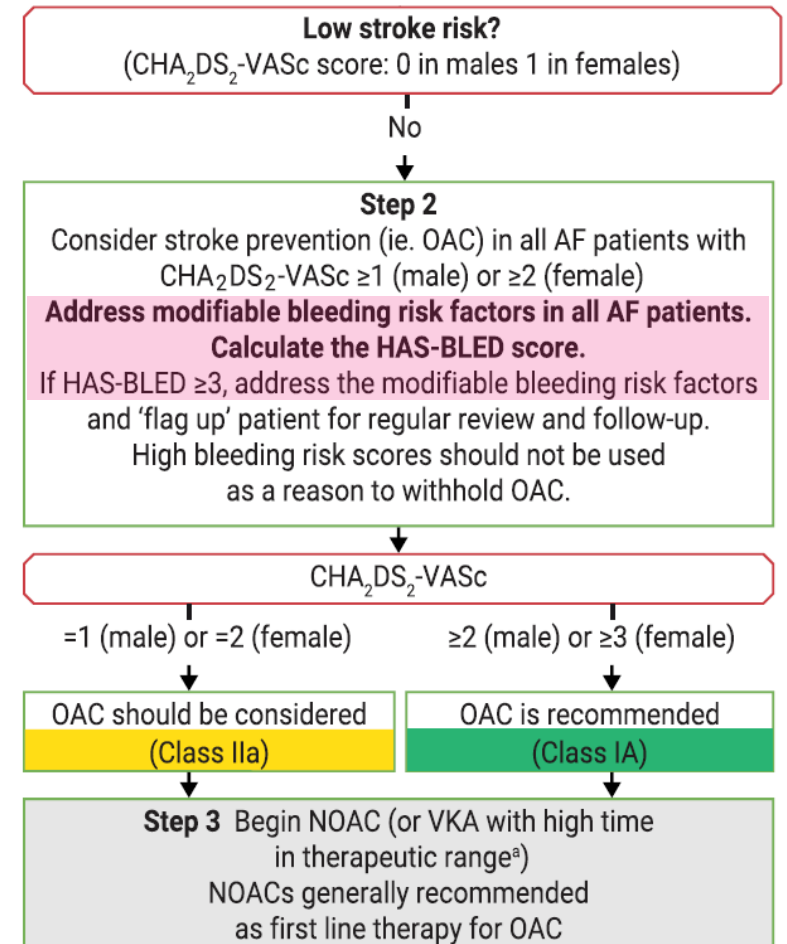 Low stroke risk?
(CHA₂DS₂-VASc score: 0 in males 1 in females)
No
Step 2
Consider stroke prevention (ie. OAC) in all AF patients with
CHA₂DS₂-VASc ≥1 (male) or ≥2 (female)
Address modifiable bleeding risk factors in all AF patients.
Calculate the HAS-BLED score.
If HAS-BLED ≥3, address the modifiable bleeding risk factors
and ‘flag up’ patient for regular review and follow-up.
High bleeding risk scores should not be used
as a reason to withhold OAC.
CHA₂DS₂-VASc
=1 (male) or =2 (female)
≥2 (male) or ≥3 (female)
OAC should be considered
(Class IIa)
OAC is recommended
(Class IA)
Step 3 Begin NOAC (or VKA with high time
in therapeutic rangeᵃ)
NOACs generally recommended
as first line therapy for OAC